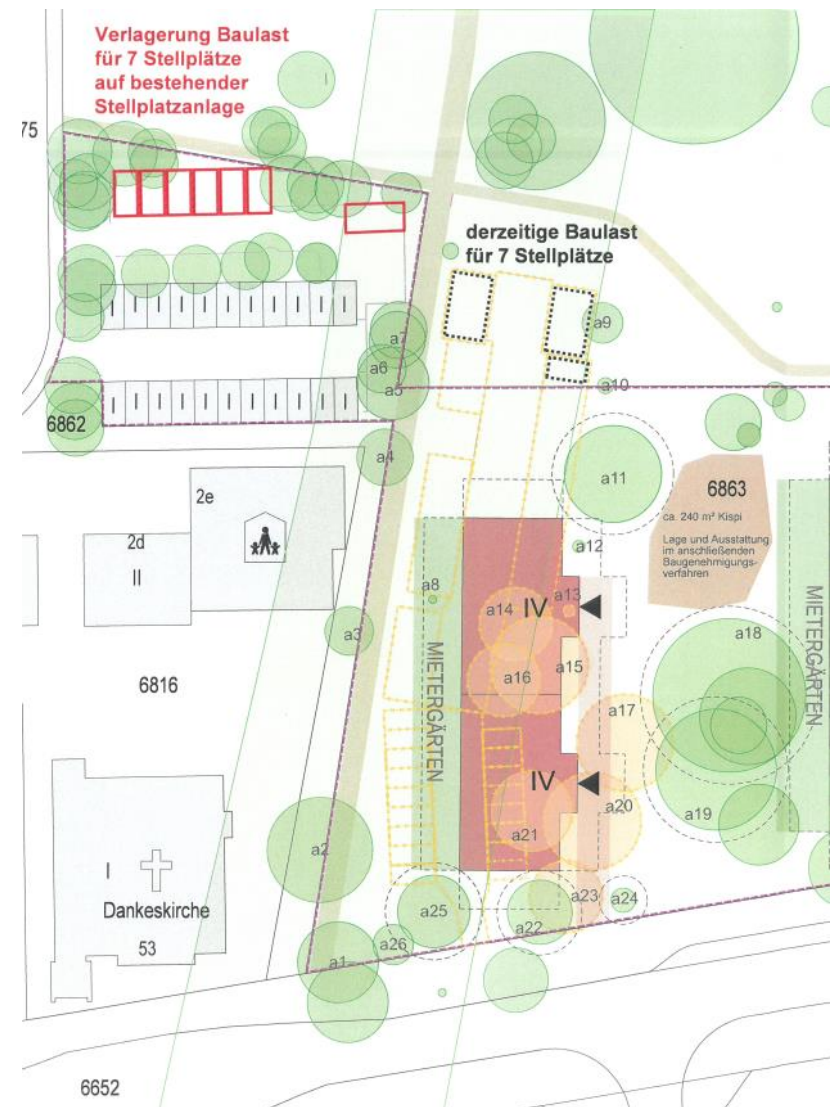 Verlagerung Baulast
für 7 Stellplätze
auf bestehender
Stellplatzanlage
75
derzeitige Baulast
für 7 Stellplätze
a7
a9
a6
a10
a5
I I I I I I I I I I I
I I I I I I I I I I I
6862
a4
a11
6863
ca. 240 m² Kispi
Lage und Ausstattung
im anschließenden
Baugenehmigungs-
verfahren
2e
2d
II
a12
a8
a13
a14
IV
a3
a15
a16
a18
MIETERGÄRTEN
MIETERGÄRTEN
6816
a17
IV
a20
a19
a21
a2
I
Dankeskirche
53
a25
a23
a24
a22
a26
a1
6652